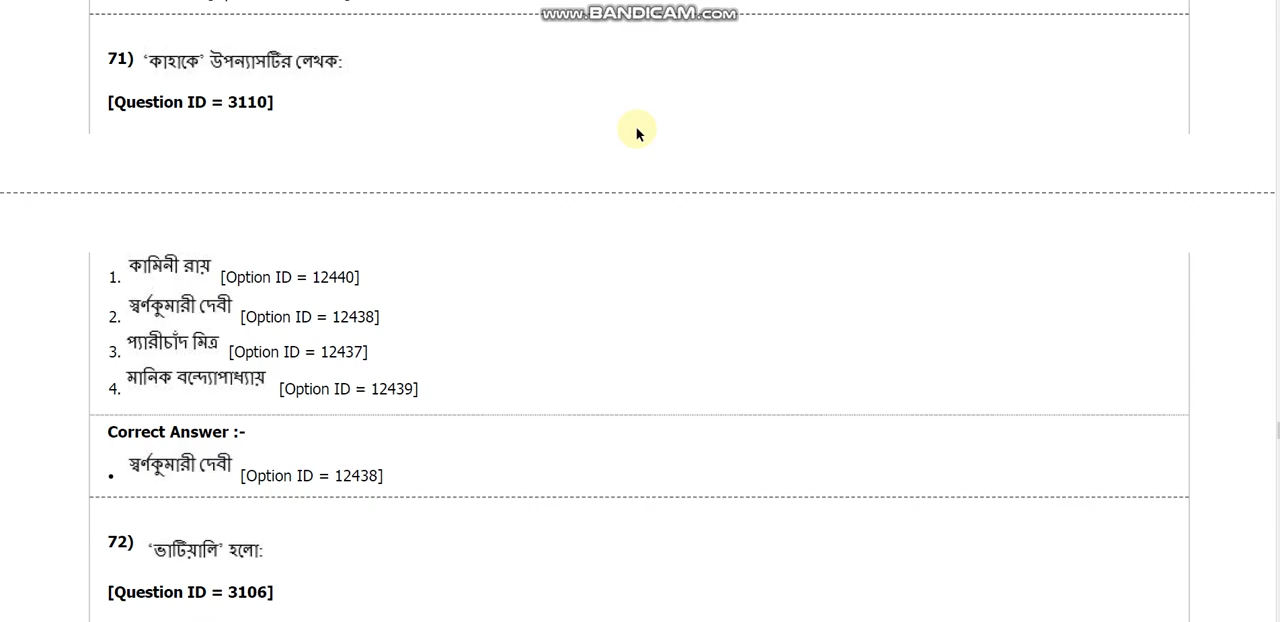 www.BANDICAM.com
71) ‘কাহাকে’ উপন্যাসটির লেখক:
[Question ID = 3110]
1. কামিনী রায় [Option ID = 12440]
2. স্বর্ণকুমারী দেবী [Option ID = 12438]
3. প্যারীচাঁদ মিত্র [Option ID = 12437]
4. মানিক বন্দ্যোপাধ্যায় [Option ID = 12439]
Correct Answer :-
• স্বর্ণকুমারী দেবী [Option ID = 12438]
72) ‘ভাটিয়ালি’ হলো:
[Question ID = 3106]